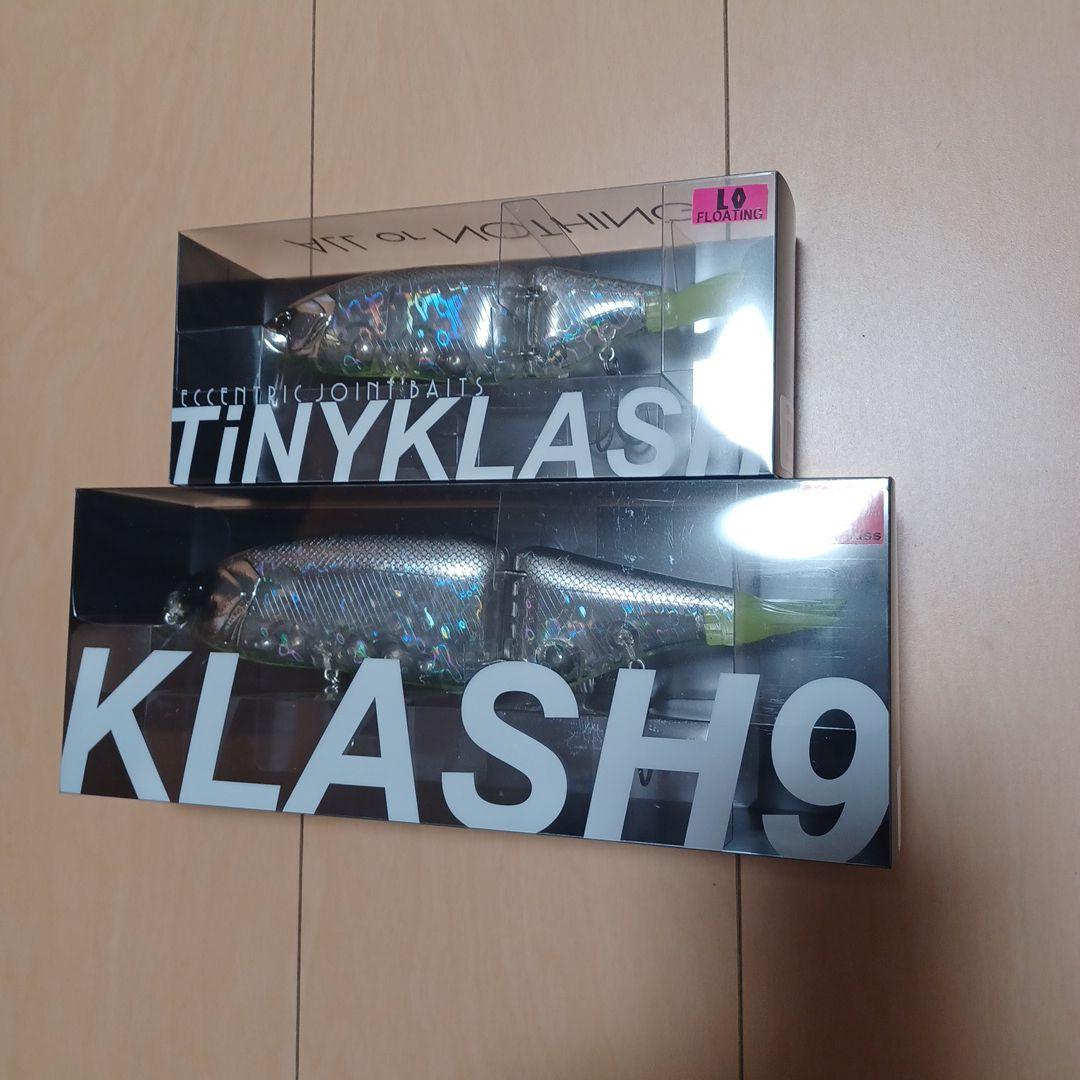 LO
FLOATING
ALL or NOTHING
ECCENTRIC JOINT BAITS
TiNYKLASH
KLASH9